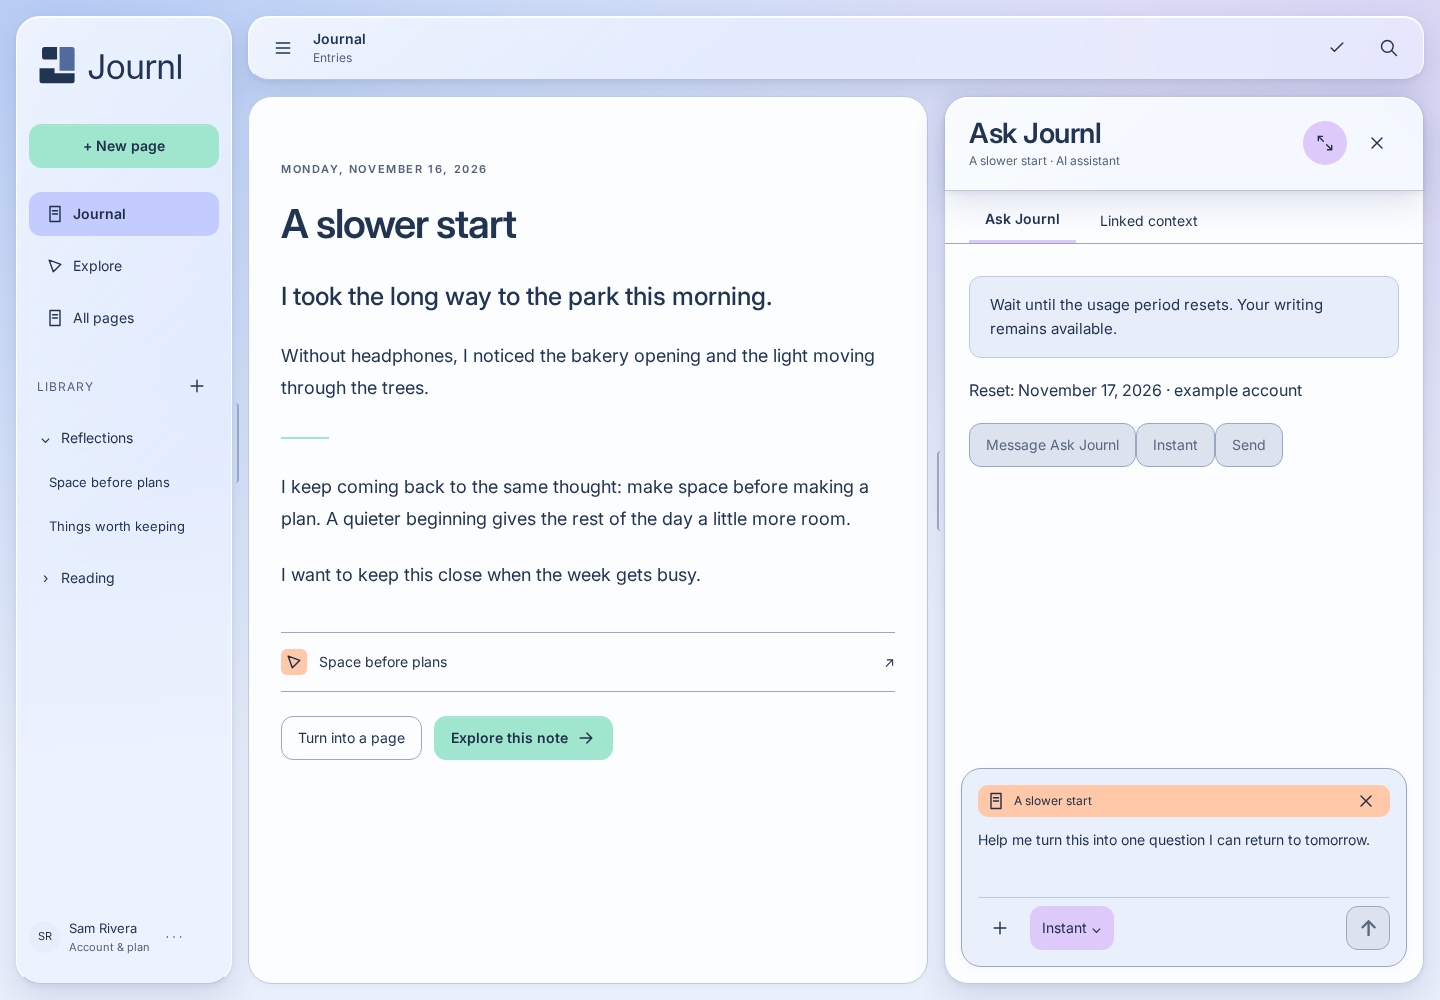 Journl
+ New page
Journal
Explore
All pages
LIBRARY
Reflections
Space before plans
Things worth keeping
Reading
SR
Sam Rivera
Account & plan
Journal
Entries
MONDAY, NOVEMBER 16, 2026
A slower start
I took the long way to the park this morning.
Without headphones, I noticed the bakery opening and the light moving
through the trees.
I keep coming back to the same thought: make space before making a
plan. A quieter beginning gives the rest of the day a little more room.
I want to keep this close when the week gets busy.
Space before plans
Turn into a page
Explore this note
Ask Journl
A slower start · AI assistant
Ask Journl
Linked context
Wait until the usage period resets. Your writing
remains available.
Reset: November 17, 2026 · example account
Message Ask Journl
Instant
Send
A slower start
Help me turn this into one question I can return to tomorrow.
Instant